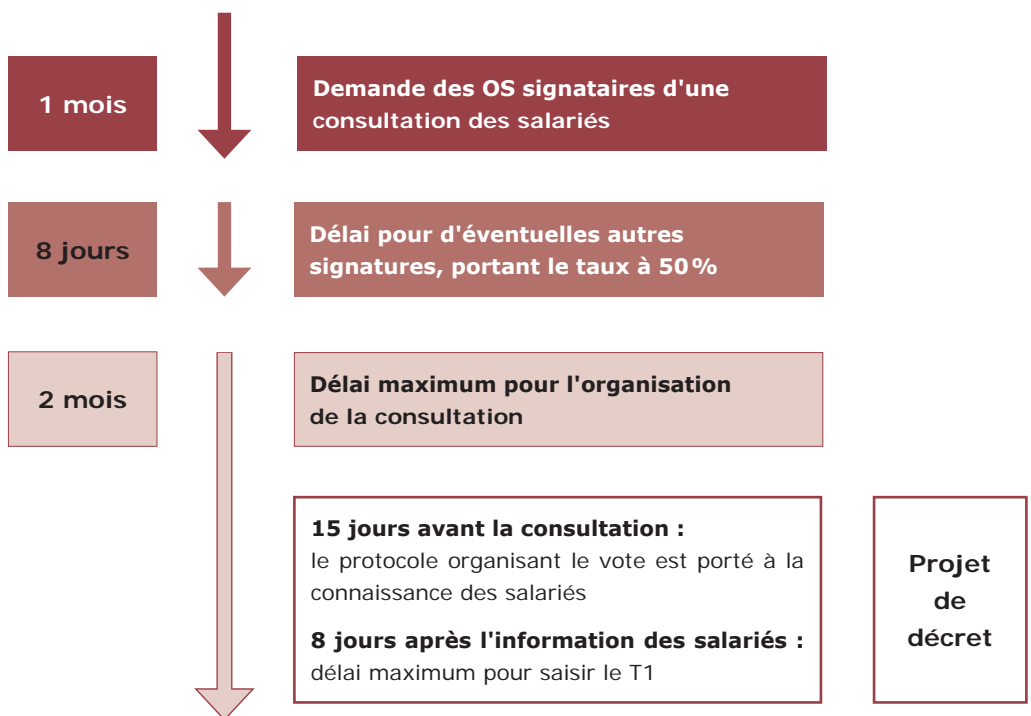 1 mois
Demande des OS signataires d'une
consultation des salariés
8 jours
Délai pour d'éventuelles autres
signatures, portant le taux à 50%
2 mois
Délai maximum pour l'organisation
de la consultation
15 jours avant la consultation :
le protocole organisant le vote est porté à la
connaissance des salariés
8 jours après l'information des salariés :
délai maximum pour saisir le T1
Projet
de
décret